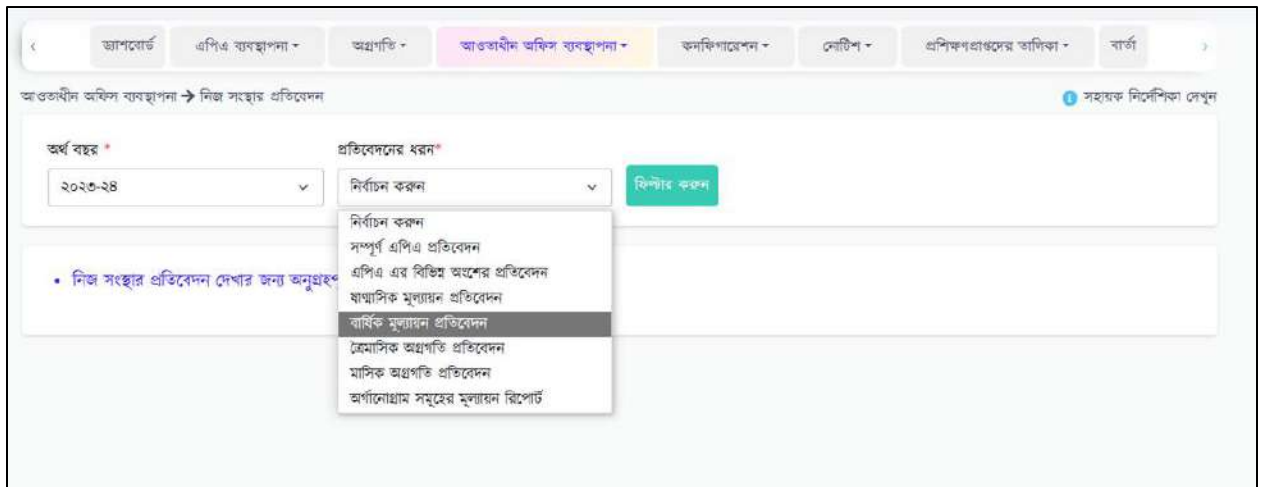 ড্যাশবোর্ড এপিএ ব্যবস্থাপনা অগ্রগতি আওতাধীন অফিস ব্যবস্থাপনা কনফিগারেশন নোটিশ প্রশিক্ষণপ্রাপ্তদের তালিকা বার্তা
আওতাধীন অফিস ব্যবস্থাপনা → নিজ সংস্থার প্রতিবেদন সহায়ক নির্দেশিকা দেখুন
অর্থ বছর * প্রতিবেদনের ধরন*
২০২৩-২৪ নির্বাচন করুন ফিল্টার করুন
নির্বাচন করুন
সম্পূর্ণ এপিএ প্রতিবেদন
এপিএ এর বিভিন্ন অংশের প্রতিবেদন
• নিজ সংস্থার প্রতিবেদন দেখার জন্য
ষাণ্মাসিক মূল্যায়ন প্রতিবেদন
বার্ষিক মূল্যায়ন প্রতিবেদন
ত্রৈমাসিক অগ্রগতি প্রতিবেদন
মাসিক অগ্রগতি প্রতিবেদন
অর্গানোগ্রাম সমূহের মূল্যায়ন রিপোর্ট